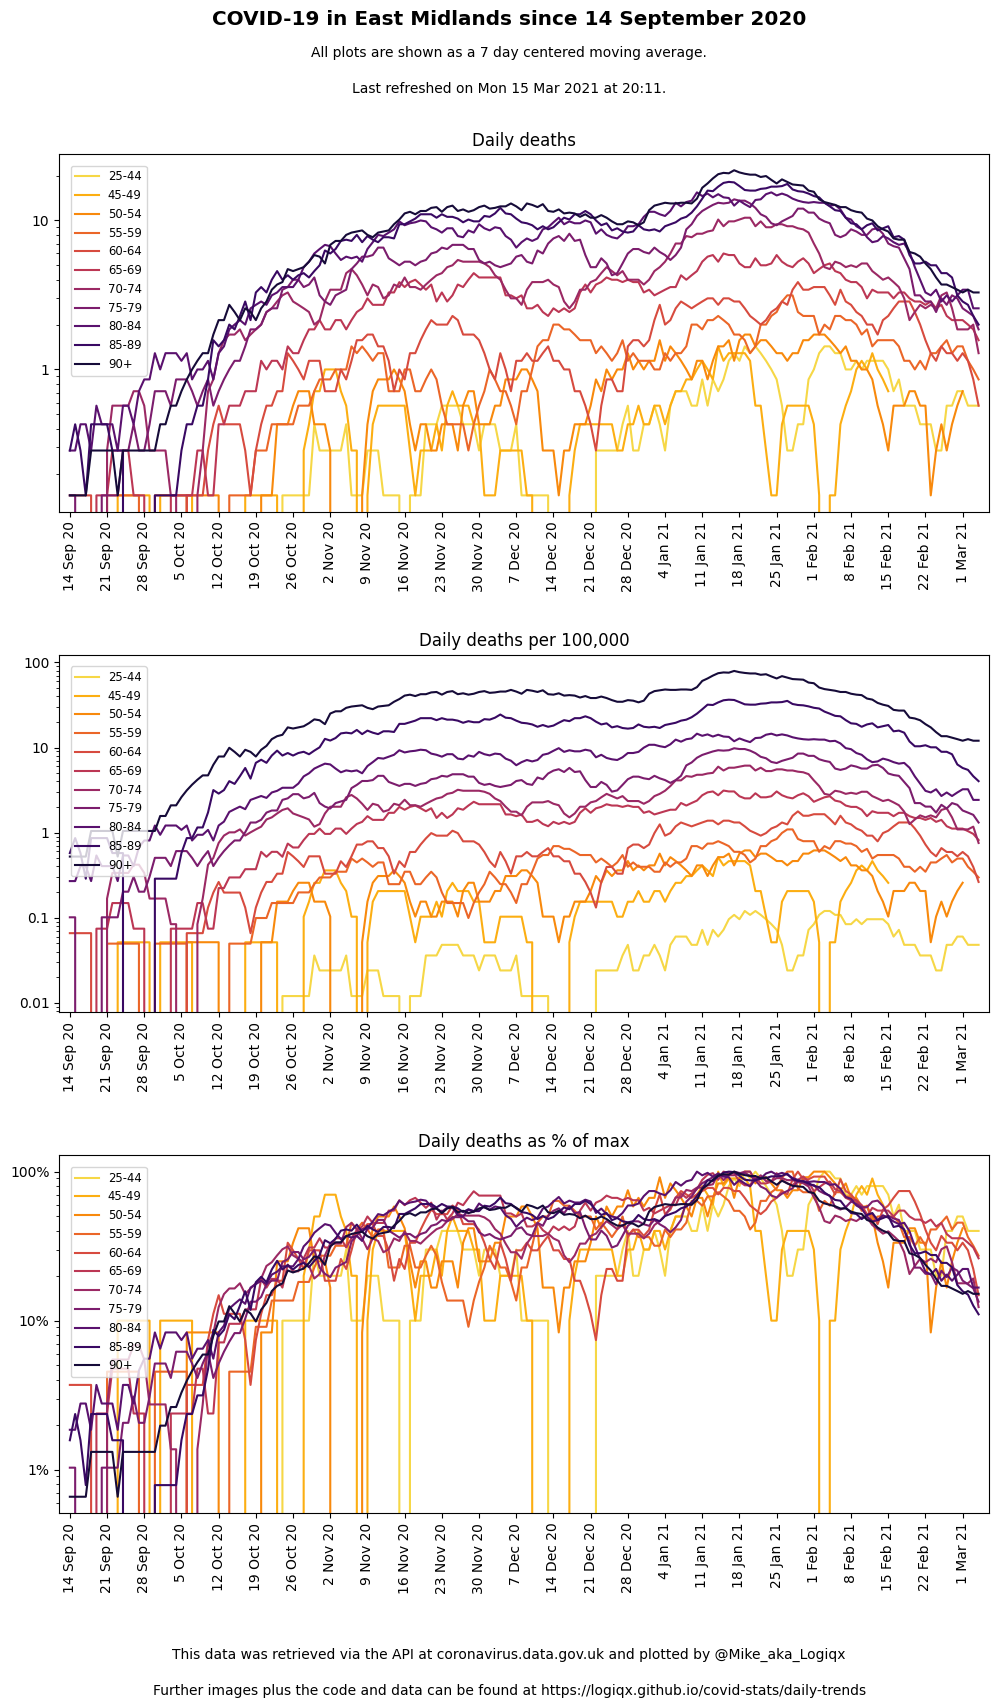 COVID-19 in East Midlands since 14 September 2020
All plots are shown as a 7 day centered moving average.
Last refreshed on Mon 15 Mar 2021 at 20:11.
Daily deaths
25-44
45-49
50-54
55-59
60-64
65-69
70-74
75-79
80-84
85-89
90+
10
1
14 Sep 20
21 Sep 20
28 Sep 20
5 Oct 20
12 Oct 20
19 Oct 20
26 Oct 20
2 Nov 20
9 Nov 20
16 Nov 20
23 Nov 20
30 Nov 20
7 Dec 20
14 Dec 20
21 Dec 20
28 Dec 20
4 Jan 21
11 Jan 21
18 Jan 21
25 Jan 21
1 Feb 21
8 Feb 21
15 Feb 21
22 Feb 21
1 Mar 21
Daily deaths per 100,000
25-44
45-49
50-54
55-59
60-64
65-69
70-74
75-79
80-84
85-89
90+
100
10
1
0.1
0.01
14 Sep 20
21 Sep 20
28 Sep 20
5 Oct 20
12 Oct 20
19 Oct 20
26 Oct 20
2 Nov 20
9 Nov 20
16 Nov 20
23 Nov 20
30 Nov 20
7 Dec 20
14 Dec 20
21 Dec 20
28 Dec 20
4 Jan 21
11 Jan 21
18 Jan 21
25 Jan 21
1 Feb 21
8 Feb 21
15 Feb 21
22 Feb 21
1 Mar 21
Daily deaths as % of max
25-44
45-49
50-54
55-59
60-64
65-69
70-74
75-79
80-84
85-89
90+
100%
10%
1%
14 Sep 20
21 Sep 20
28 Sep 20
5 Oct 20
12 Oct 20
19 Oct 20
26 Oct 20
2 Nov 20
9 Nov 20
16 Nov 20
23 Nov 20
30 Nov 20
7 Dec 20
14 Dec 20
21 Dec 20
28 Dec 20
4 Jan 21
11 Jan 21
18 Jan 21
25 Jan 21
1 Feb 21
8 Feb 21
15 Feb 21
22 Feb 21
1 Mar 21
This data was retrieved via the API at coronavirus.data.gov.uk and plotted by @Mike_aka_Logiqx
Further images plus the code and data can be found at https://logiqx.github.io/covid-stats/daily-trends